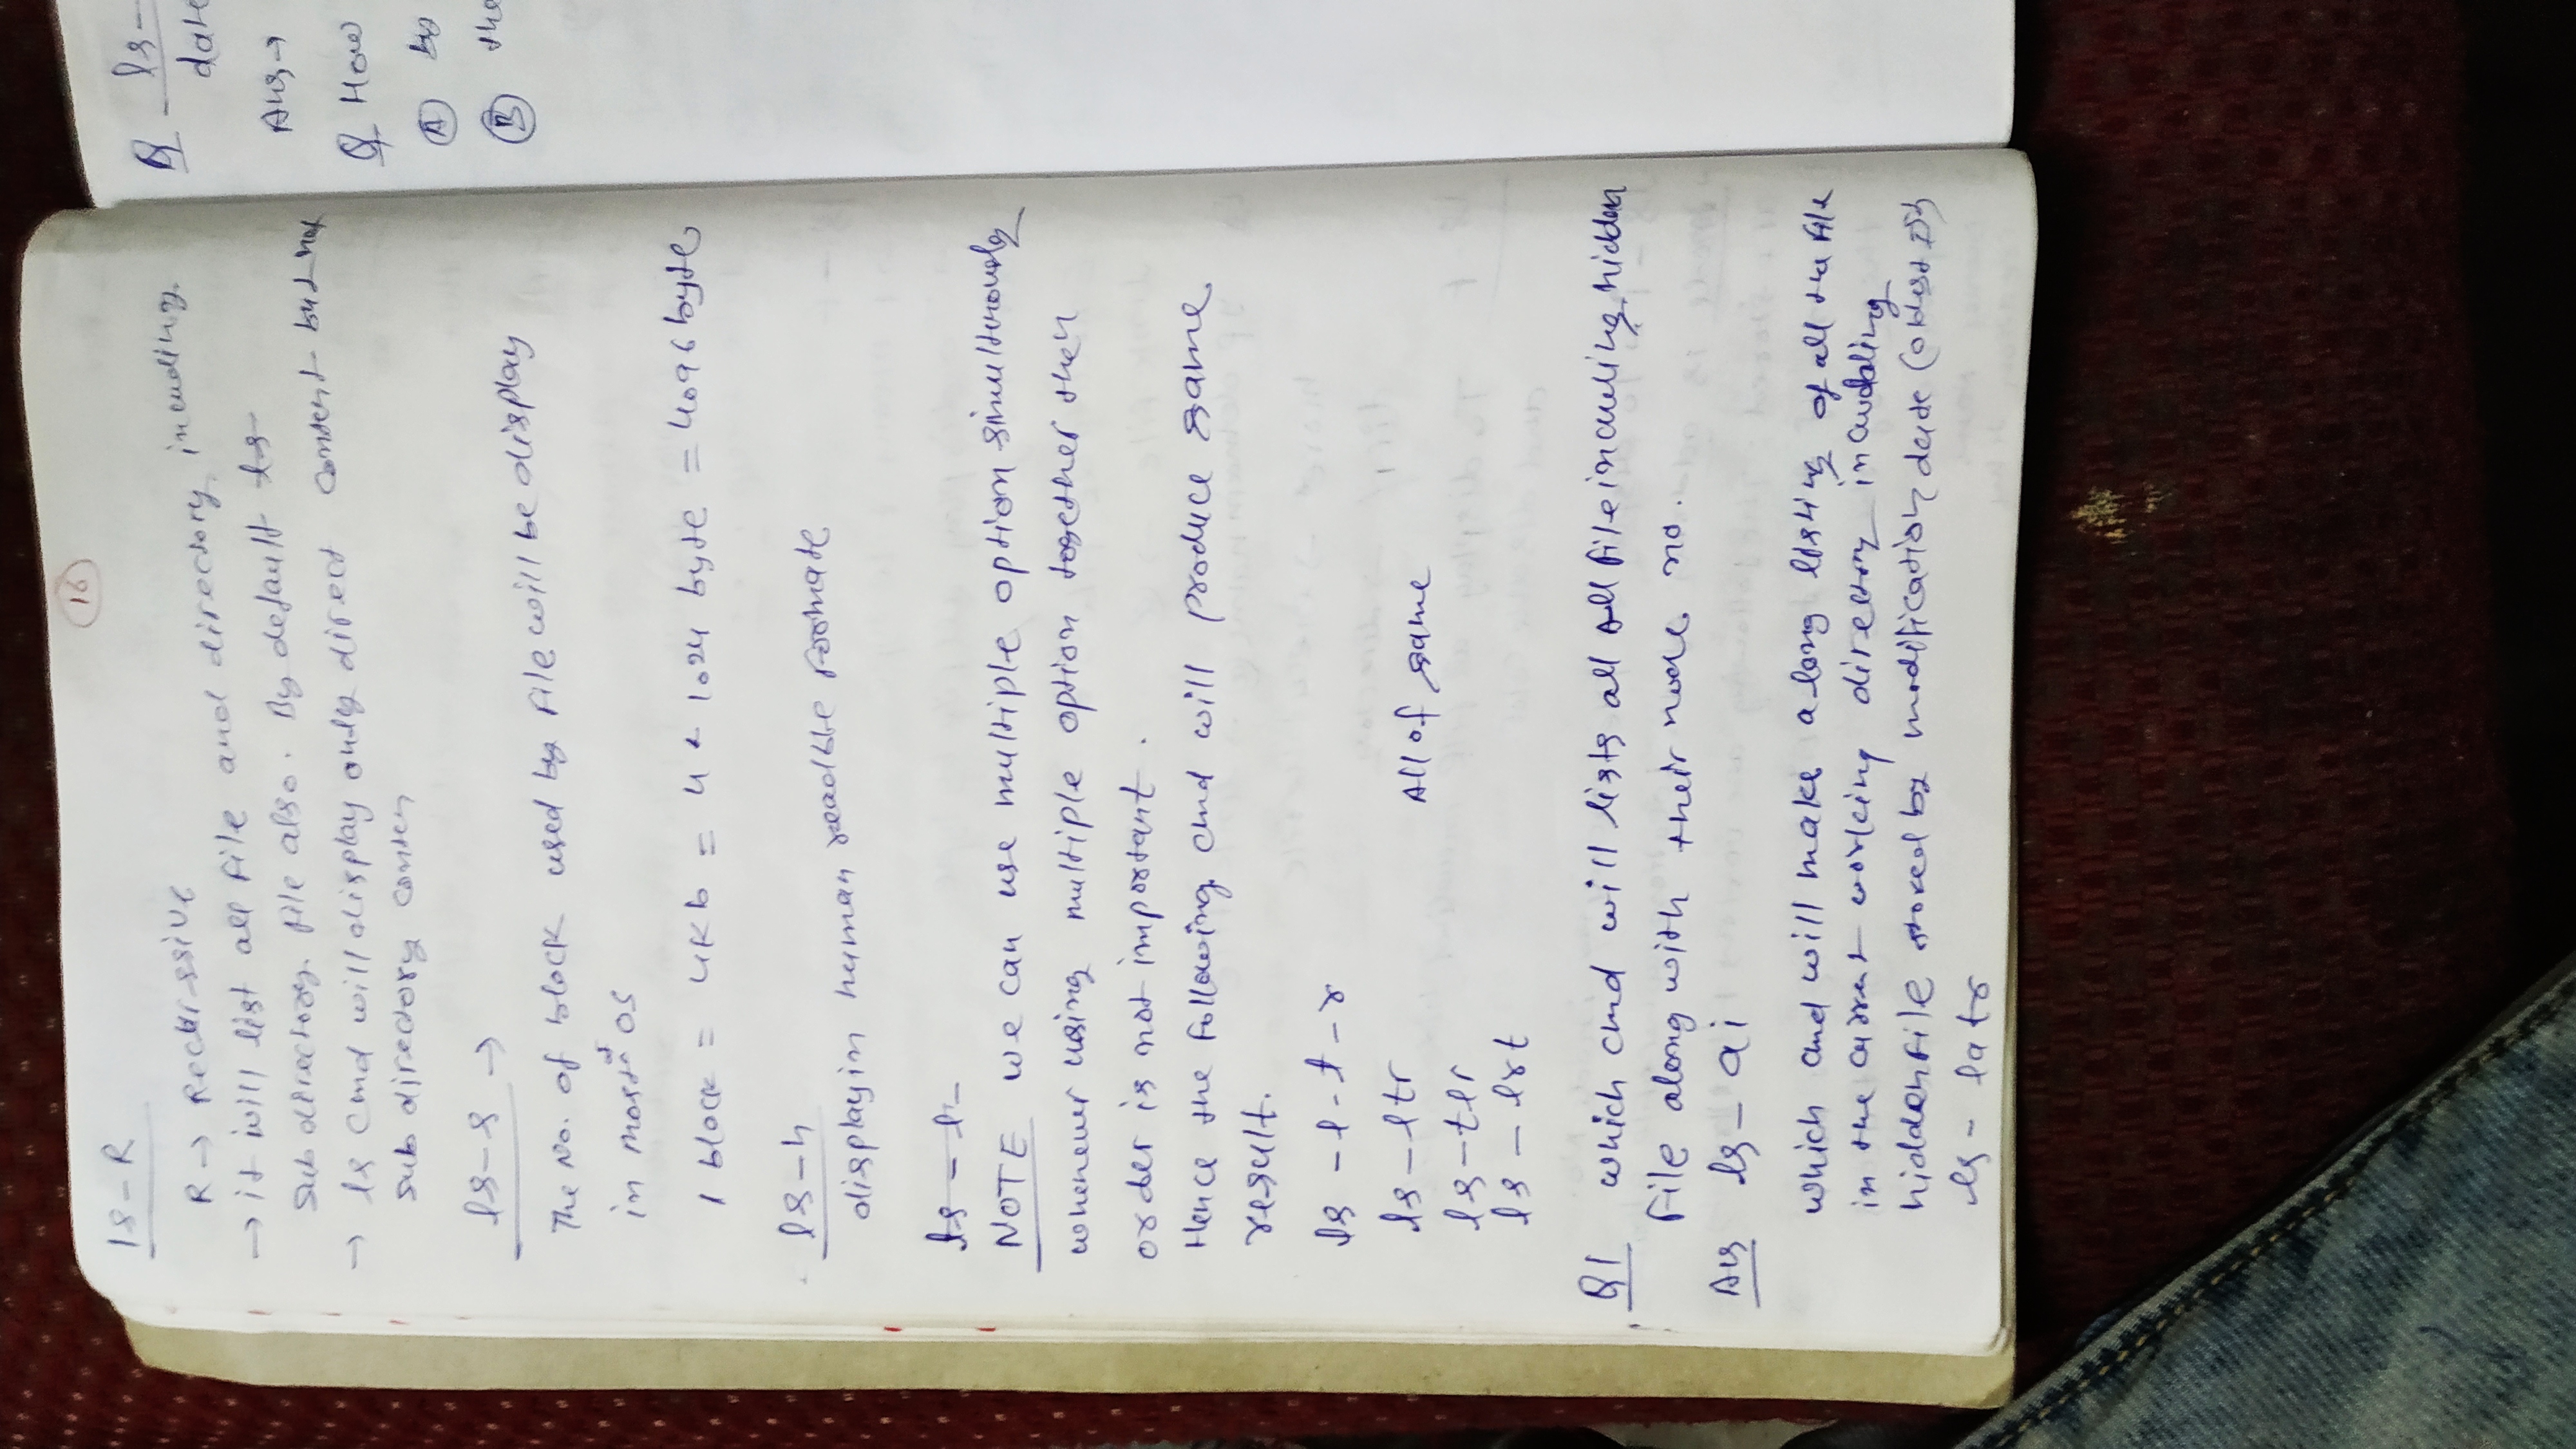 16
ls-R
R → Recurssive
→ it will list all file and directory including
sub directory file also. By default ls
→ ls cmd will display only direct content but not
sub directory conten
ls-s →
The No. of block used by file will be display
in most of OS
1 block = 4Kb = 4 * 1024 byte = 4096 byte
ls-h
display in human readble formate
ls - l -
NOTE we can use multiple option
whenever using multiple option together then
order is not important.
Hence the following cmd will produce same
result.
ls -l -t -r
ls -ltr
All of same
ls -tlr
ls - lrt
Q1 which cmd will lists all all file including hidden
file along with their node no.
Ans ls - ai
which cmd will make a long listing of all the file
in the current working directory including
hidden file stored by modification date (oldest 1st)
ls - latr
Q ls-
date
Ans →
Q How
A by
B the